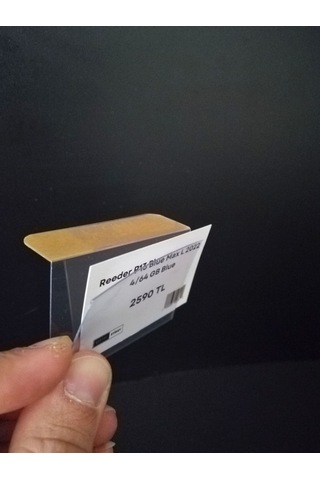 Reeder P13 Blue Max L 2022
4/64 GB Blue
2590 TL